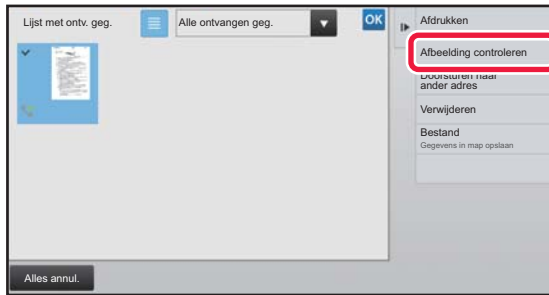 Lijst met ontv. geg.
Alle ontvangen geg.
OK
Afdrukken
Afbeelding controleren
Doorsturen naar
ander adres
Verwijderen
Bestand
Gegevens in map opslaan
Alles annul.